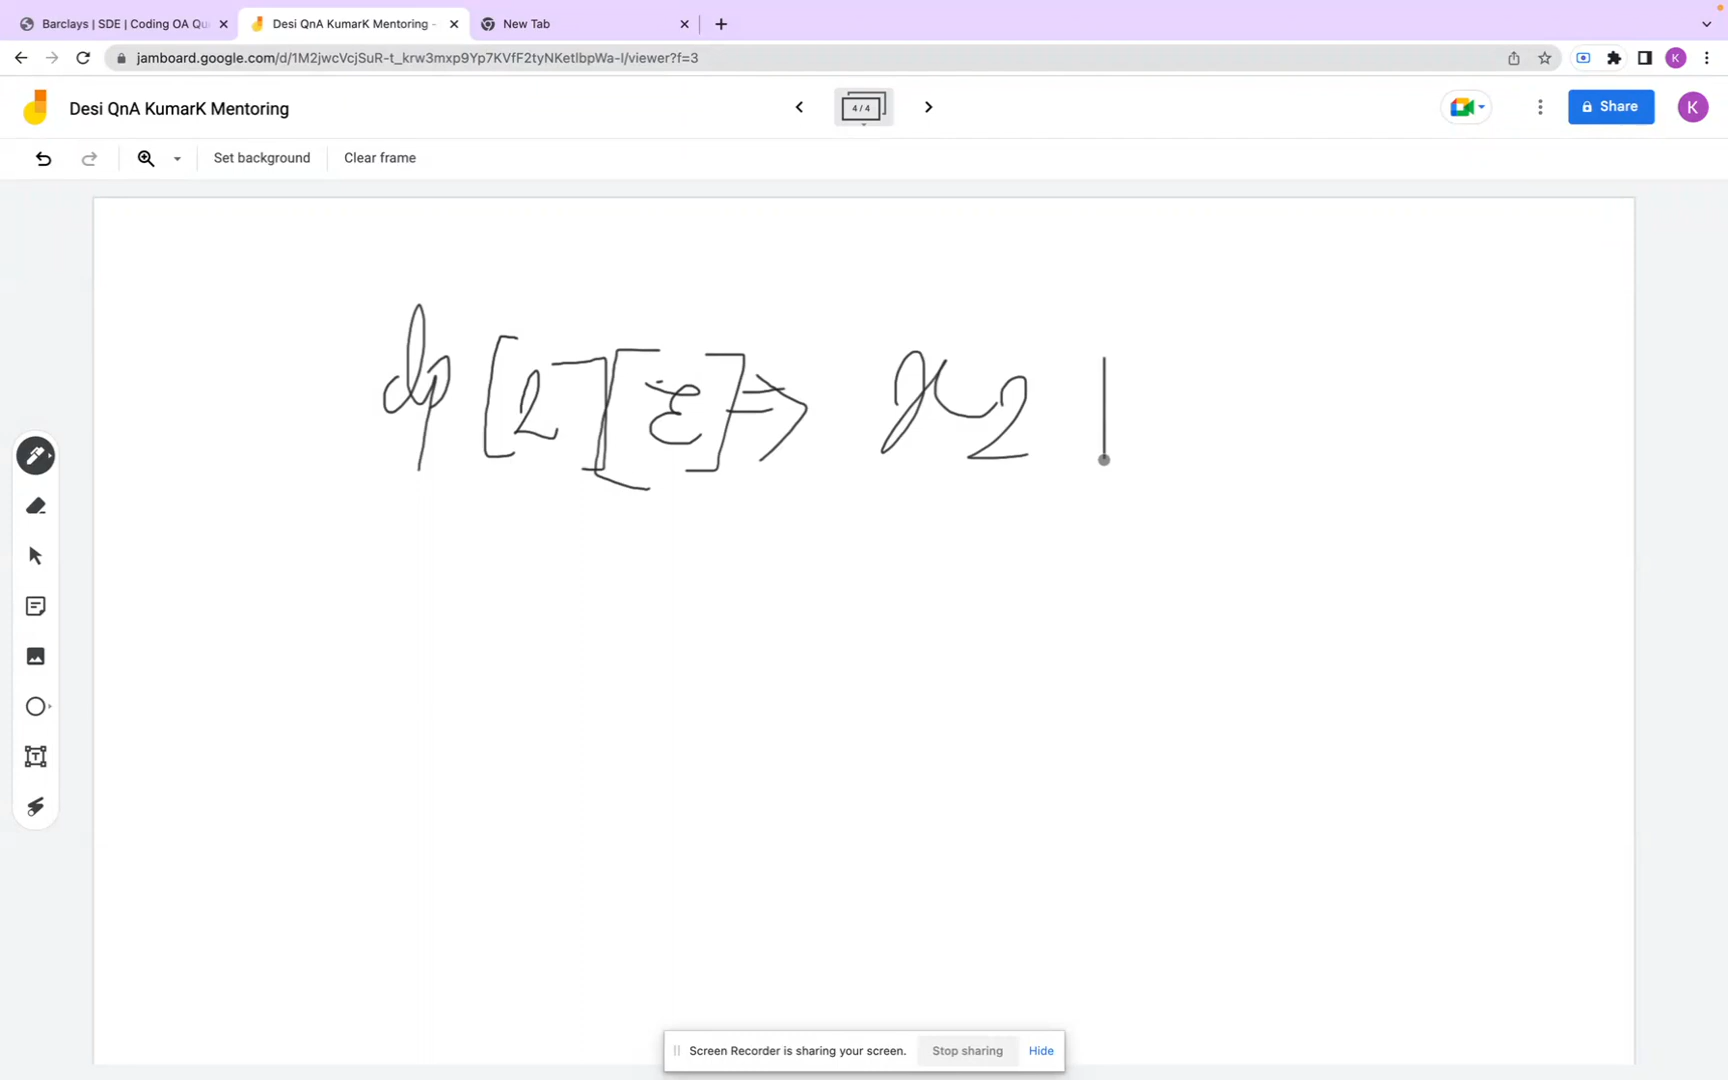 Barclays | SDE | Coding OA Qu
Desi QnA KumarK Mentoring -
New Tab
jamboard.google.com/d/1M2jwcVcjSuR-t_krw3mxp9Yp7KVfF2tyNKetlbpWa-I/viewer?f=3
K
Desi QnA KumarK Mentoring
4 / 4
Share
K
Set background
Clear frame
dp [2] [ε] => x2 |
Screen Recorder is sharing your screen.
Stop sharing
Hide